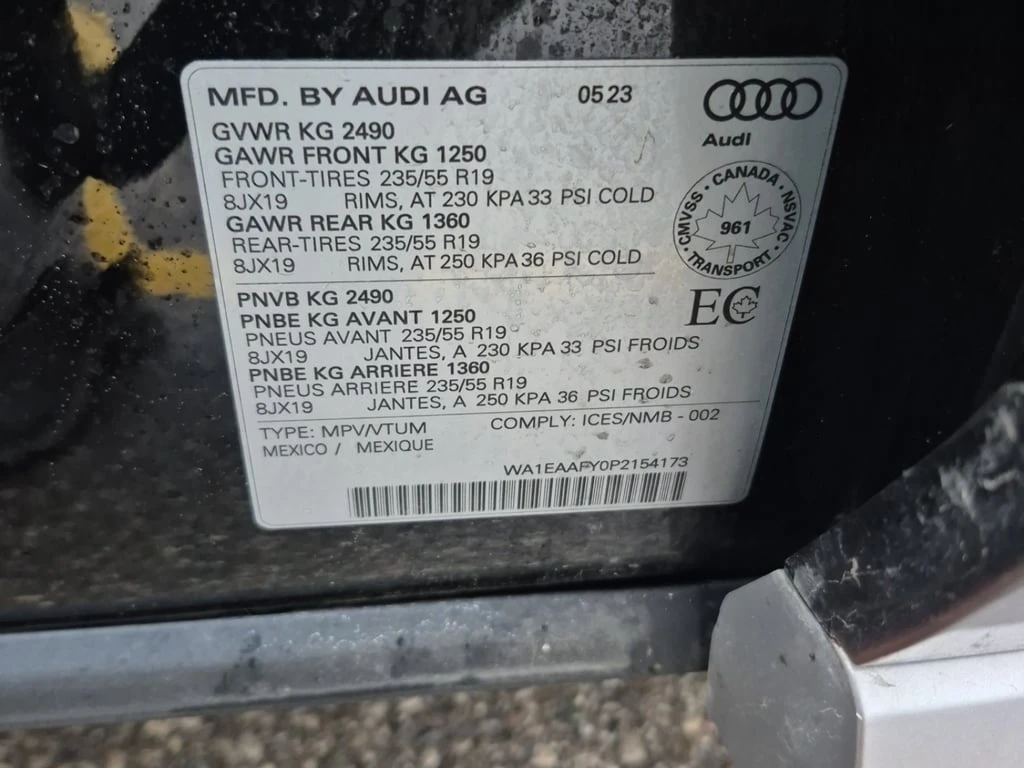 MFD. BY AUDI AG 0523
Audi
GVWR KG 2490
GAWR FRONT KG 1250
FRONT-TIRES 235/55 R19
8JX19 RIMS, AT 230 KPA 33 PSI COLD
GAWR REAR KG 1360
REAR-TIRES 235/55 R19
8JX19 RIMS, AT 250 KPA 36 PSI COLD
CMVSS • CANADA • NSVAC • TRANSPORT •
961
EC
PNVB KG 2490
PNBE KG AVANT 1250
PNEUS AVANT 235/55 R19
8JX19 JANTES, A 230 KPA 33 PSI FROIDS
PNBE KG ARRIERE 1360
PNEUS ARRIERE 235/55 R19
8JX19 JANTES, A 250 KPA 36 PSI FROIDS
TYPE: MPV/VTUM COMPLY: ICES/NMB - 002
MEXICO / MEXIQUE
WA1EAAFY0P2154173